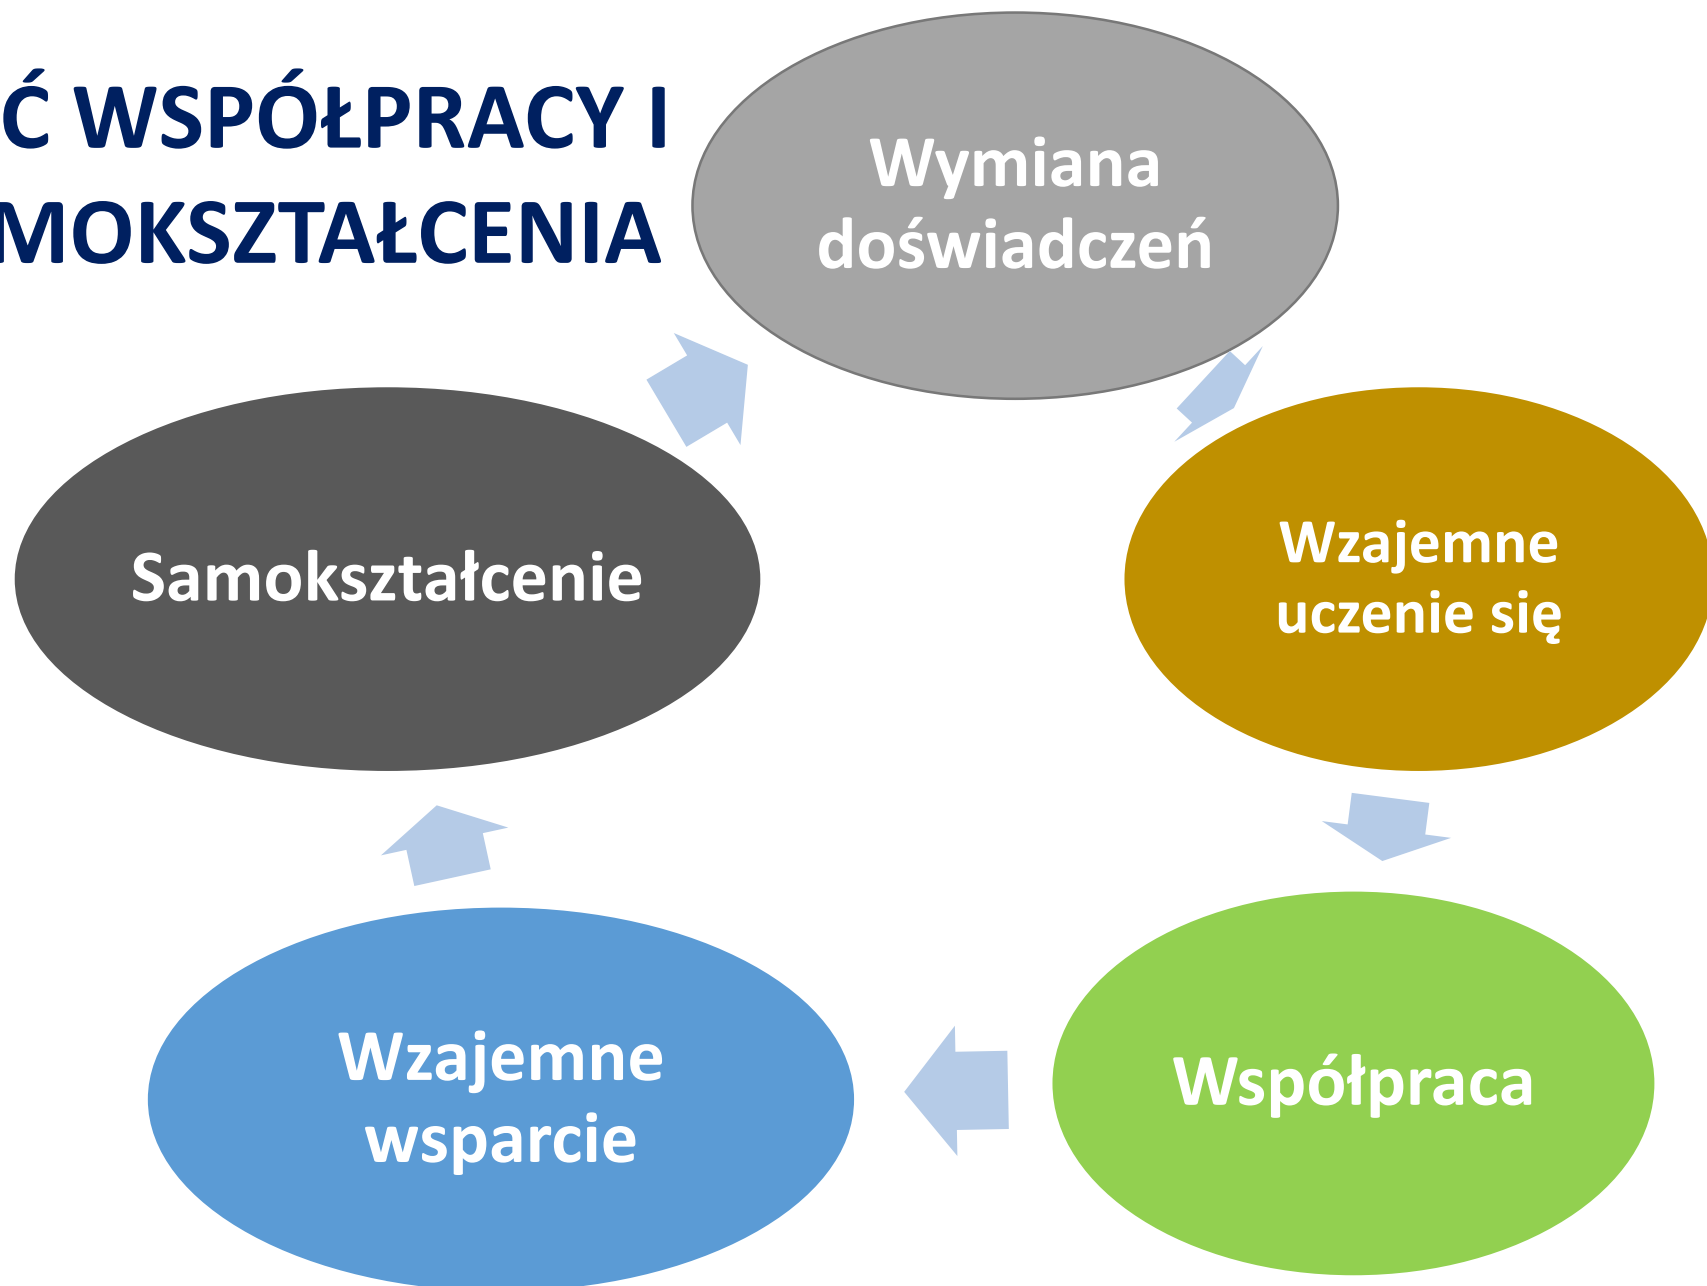 Ć WSPÓŁPRACY I
MOKSZTAŁCENIA
Wymiana
doświadczeń
Samokształcenie
Wzajemne
uczenie się
Wzajemne
wsparcie
Współpraca